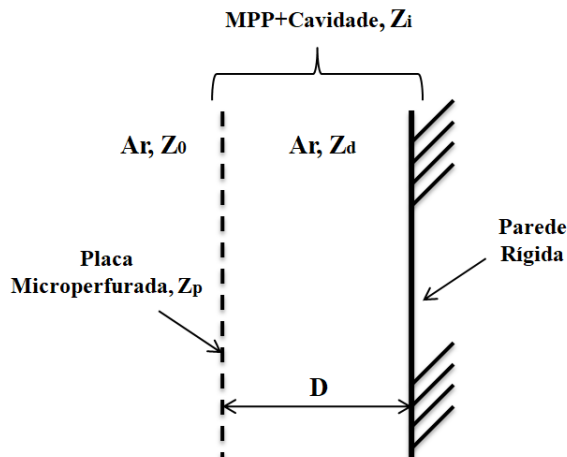 MPP+Cavidade, Zi
Ar, Z0
Ar, Zd
Parede
Rígida
Placa
Microperfurada, Zp
D